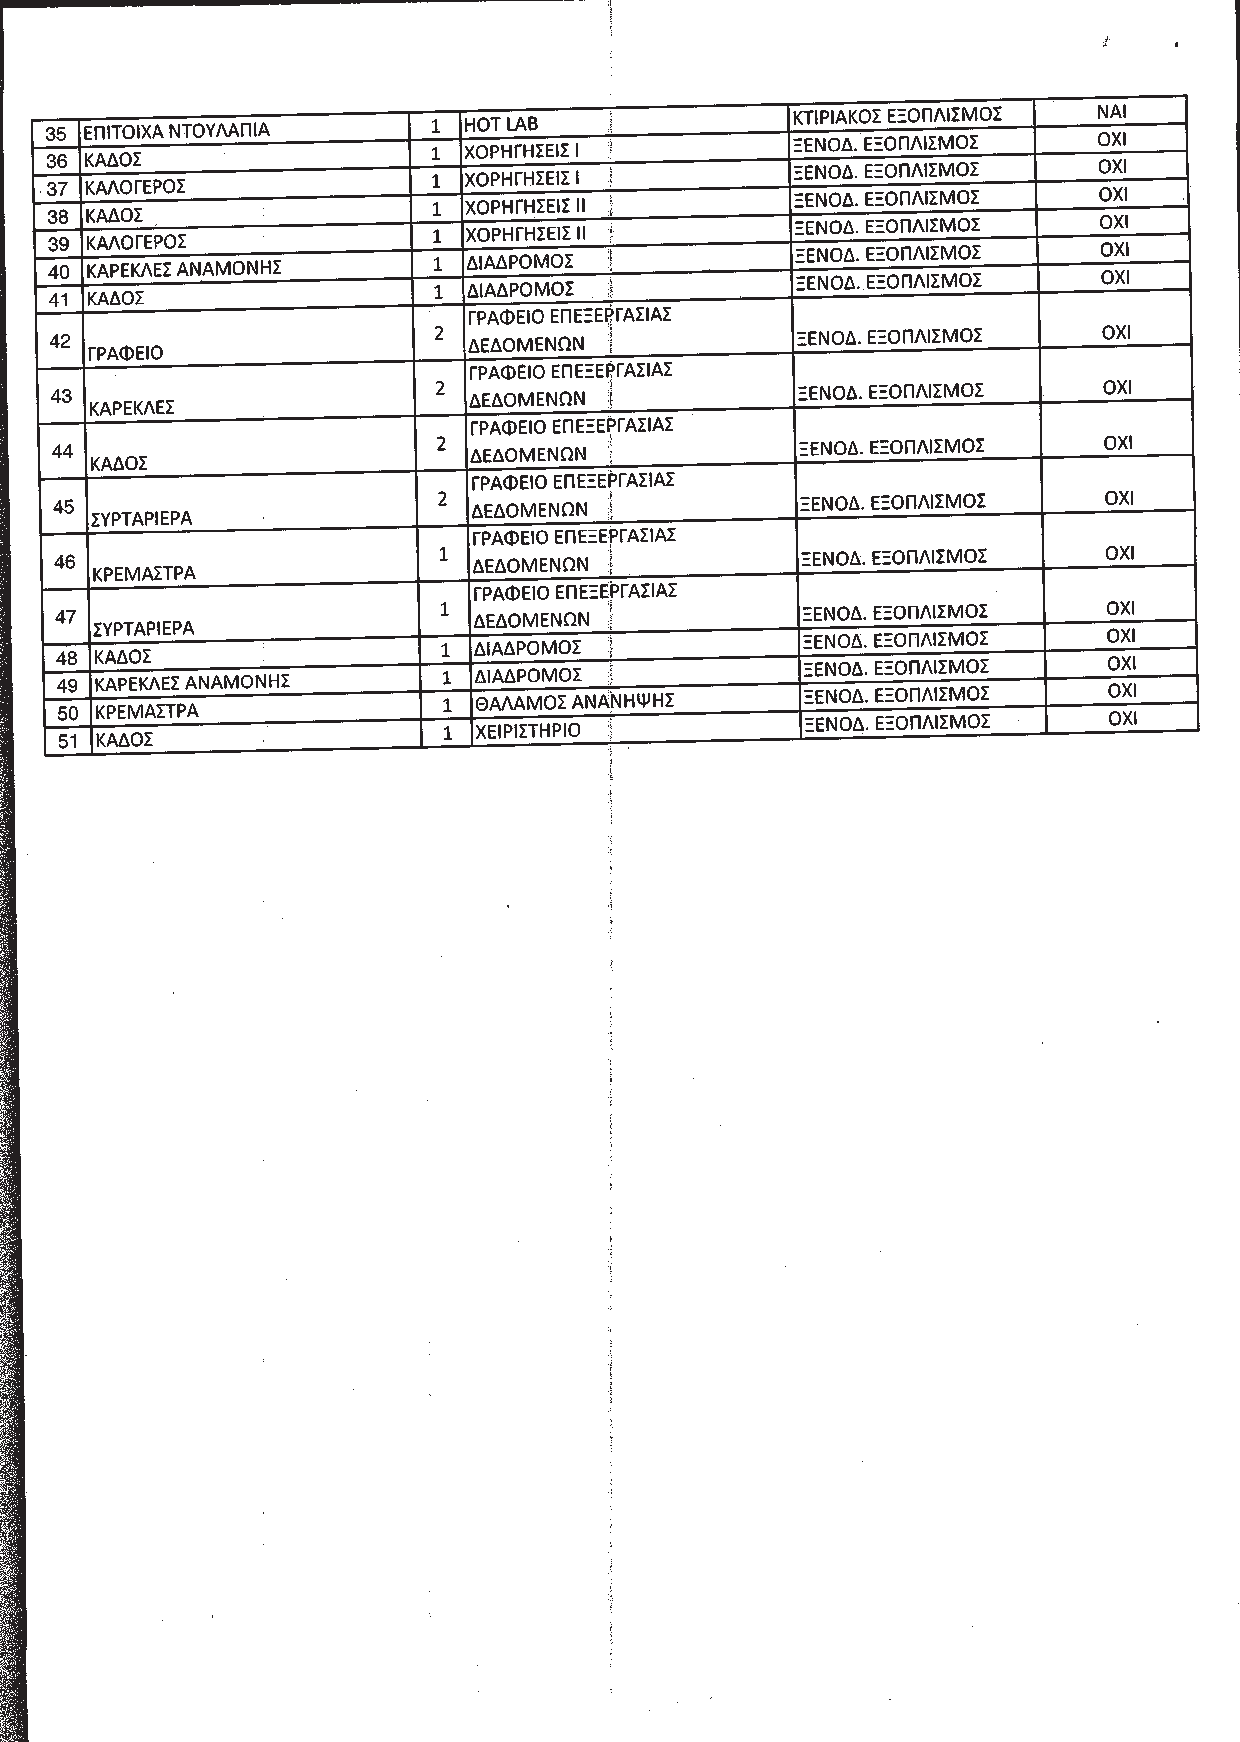 35 ΕΠΙΤΟΙΧΑ ΝΤΟΥΛΑΠΙΑ 1 HOT LAB ΚΤΙΡΙΑΚΟΣ ΕΞΟΠΛΙΣΜΟΣ ΝΑΙ
36 ΚΑΔΟΣ 1 ΧΟΡΗΓΗΣΕΙΣ Ι ΞΕΝΟΔ. ΕΞΟΠΛΙΣΜΟΣ ΟΧΙ
37 ΚΑΛΟΓΕΡΟΣ 1 ΧΟΡΗΓΗΣΕΙΣ Ι ΞΕΝΟΔ. ΕΞΟΠΛΙΣΜΟΣ ΟΧΙ
38 ΚΑΔΟΣ 1 ΧΟΡΗΓΗΣΕΙΣ ΙΙ ΞΕΝΟΔ. ΕΞΟΠΛΙΣΜΟΣ ΟΧΙ
39 ΚΑΛΟΓΕΡΟΣ 1 ΧΟΡΗΓΗΣΕΙΣ ΙΙ ΞΕΝΟΔ. ΕΞΟΠΛΙΣΜΟΣ ΟΧΙ
40 ΚΑΡΕΚΛΕΣ ΑΝΑΜΟΝΗΣ 1 ΔΙΑΔΡΟΜΟΣ ΞΕΝΟΔ. ΕΞΟΠΛΙΣΜΟΣ ΟΧΙ
41 ΚΑΔΟΣ 1 ΔΙΑΔΡΟΜΟΣ ΞΕΝΟΔ. ΕΞΟΠΛΙΣΜΟΣ ΟΧΙ
ΓΡΑΦΕΙΟ ΕΠΕΞΕΡΓΑΣΙΑΣ
42 ΓΡΑΦΕΙΟ 2 ΔΕΔΟΜΕΝΩΝ ΞΕΝΟΔ. ΕΞΟΠΛΙΣΜΟΣ ΟΧΙ
ΓΡΑΦΕΙΟ ΕΠΕΞΕΡΓΑΣΙΑΣ
43 ΚΑΡΕΚΛΕΣ 2 ΔΕΔΟΜΕΝΩΝ ΞΕΝΟΔ. ΕΞΟΠΛΙΣΜΟΣ ΟΧΙ
ΓΡΑΦΕΙΟ ΕΠΕΞΕΡΓΑΣΙΑΣ
44 ΚΑΔΟΣ 2 ΔΕΔΟΜΕΝΩΝ ΞΕΝΟΔ. ΕΞΟΠΛΙΣΜΟΣ ΟΧΙ
ΓΡΑΦΕΙΟ ΕΠΕΞΕΡΓΑΣΙΑΣ
45 ΣΥΡΤΑΡΙΕΡΑ 2 ΔΕΔΟΜΕΝΩΝ ΞΕΝΟΔ. ΕΞΟΠΛΙΣΜΟΣ ΟΧΙ
ΓΡΑΦΕΙΟ ΕΠΕΞΕΡΓΑΣΙΑΣ
46 ΚΡΕΜΑΣΤΡΑ 1 ΔΕΔΟΜΕΝΩΝ ΞΕΝΟΔ. ΕΞΟΠΛΙΣΜΟΣ ΟΧΙ
ΓΡΑΦΕΙΟ ΕΠΕΞΕΡΓΑΣΙΑΣ
47 ΣΥΡΤΑΡΙΕΡΑ 1 ΔΕΔΟΜΕΝΩΝ ΞΕΝΟΔ. ΕΞΟΠΛΙΣΜΟΣ ΟΧΙ
48 ΚΑΔΟΣ 1 ΔΙΑΔΡΟΜΟΣ ΞΕΝΟΔ. ΕΞΟΠΛΙΣΜΟΣ ΟΧΙ
49 ΚΑΡΕΚΛΕΣ ΑΝΑΜΟΝΗΣ 1 ΔΙΑΔΡΟΜΟΣ ΞΕΝΟΔ. ΕΞΟΠΛΙΣΜΟΣ ΟΧΙ
50 ΚΡΕΜΑΣΤΡΑ 1 ΘΑΛΑΜΟΣ ΑΝΑΝΗΨΗΣ ΞΕΝΟΔ. ΕΞΟΠΛΙΣΜΟΣ ΟΧΙ
51 ΚΑΔΟΣ 1 ΧΕΙΡΙΣΤΗΡΙΟ ΞΕΝΟΔ. ΕΞΟΠΛΙΣΜΟΣ ΟΧΙ